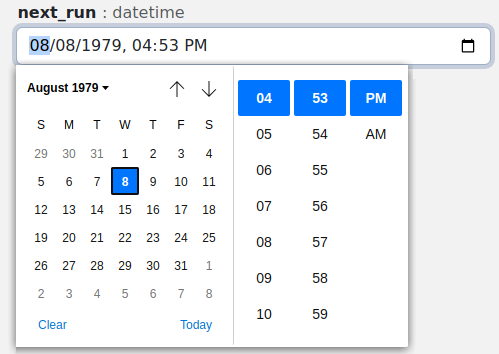 next_run : datetime
08/08/1979, 04:53 PM
August 1979
04 53 PM
S M T W T F S
05 54 AM
29 30 31 1 2 3 4
06 55
5 6 7 8 9 10 11
07 56
12 13 14 15 16 17 18
08 57
19 20 21 22 23 24 25
09 58
26 27 28 29 30 31 1
10 59
2 3 4 5 6 7 8
Clear Today